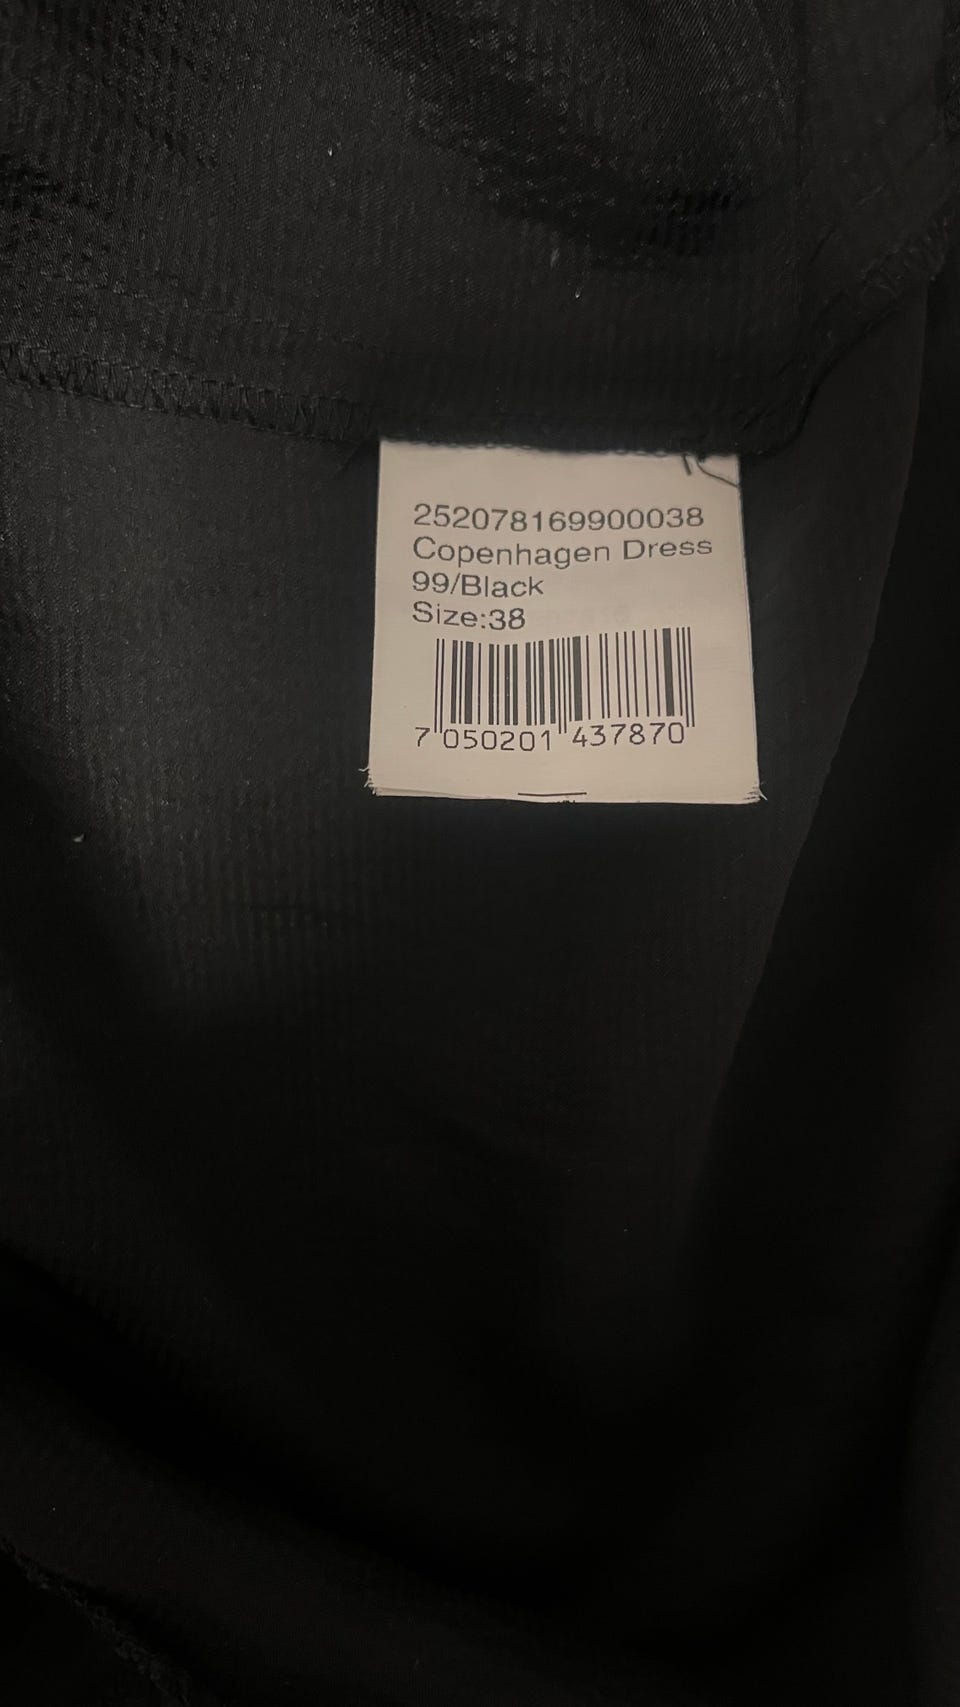 252078169900038
Copenhagen Dress
99/Black
Size:38
7 050201 437870